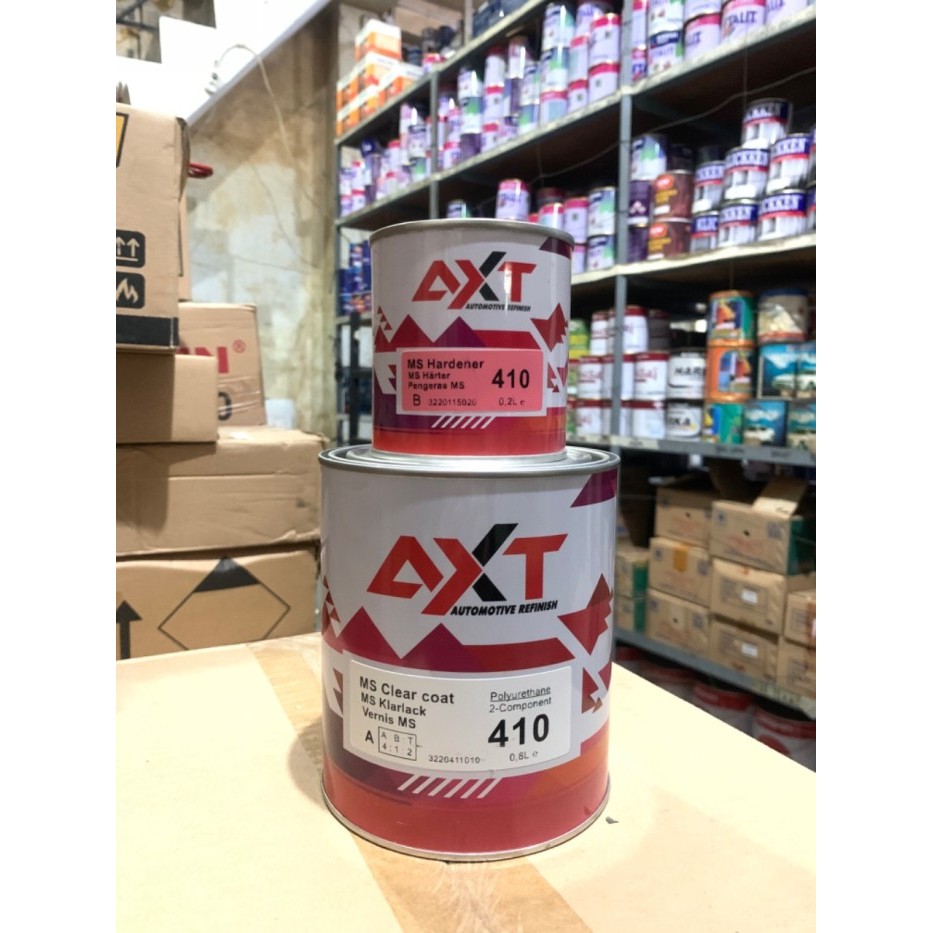 AXT
AUTOMOTIVE REFINISH
MS Hardener
MS Härter
Pengeras MS
410
B 3220115020 0,2L e
AXT
AUTOMOTIVE REFINISH
MS Clear coat
MS Klarlack
Vernis MS
Polyurethane
2-Component
410
A
A : B : T
4 : 1 : 2
3220411010
0,8L e